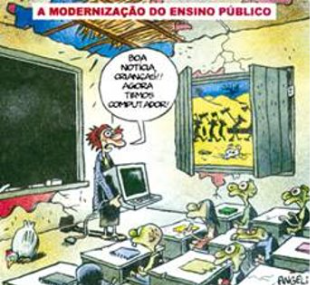 A MODERNIZAÇÃO DO ENSINO PÚBLICO
BOA
NOTÍCIA,
CRIANÇAS!!
AGORA
TEMOS
COMPUTADOR!
ANGELI